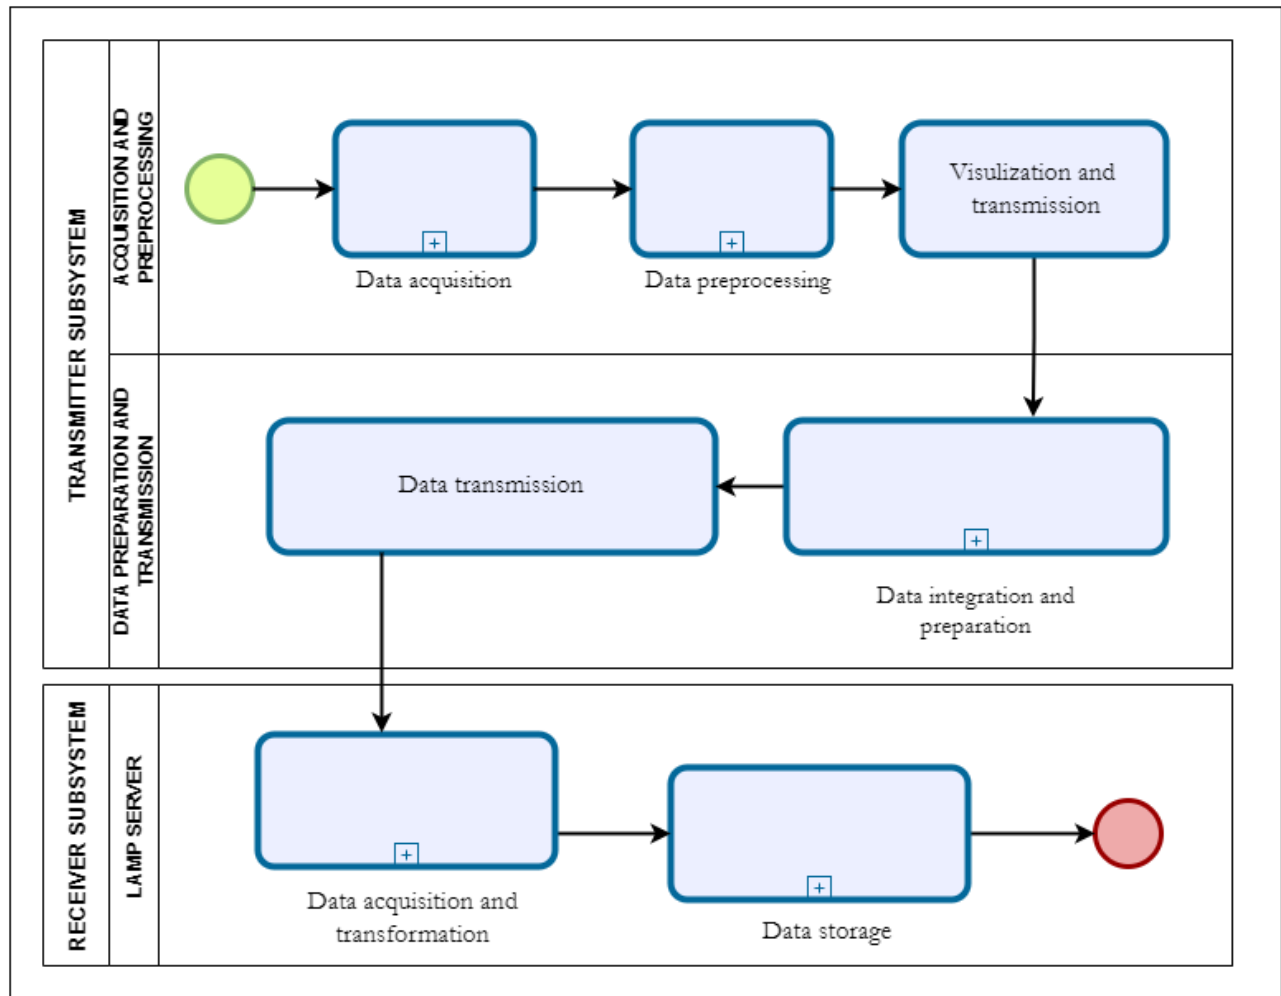 TRANSMITTER SUBSYSTEM
ACQUISITION AND
PREPROCESSING
Data acquisition
Data preprocessing
Visulization and
transmission
DATA PREPARATION AND
TRANSMISSION
Data transmission
Data integration and
preparation
RECEIVER SUBSYSTEM
LAMP SERVER
Data acquisition and
transformation
Data storage